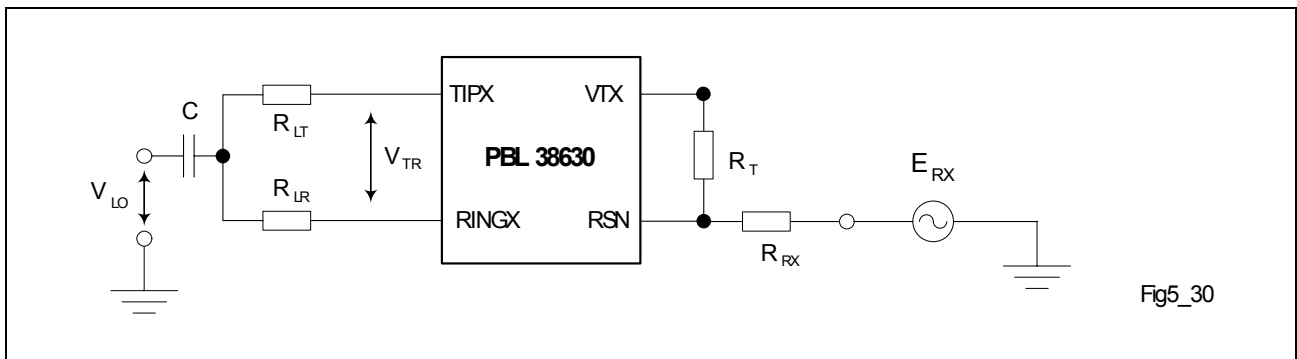 TIPX
VTX
C
R LT
V TR
PBL 38630
R T
E RX
V LO
R LR
RINGX
RSN
R RX
Fig5_30